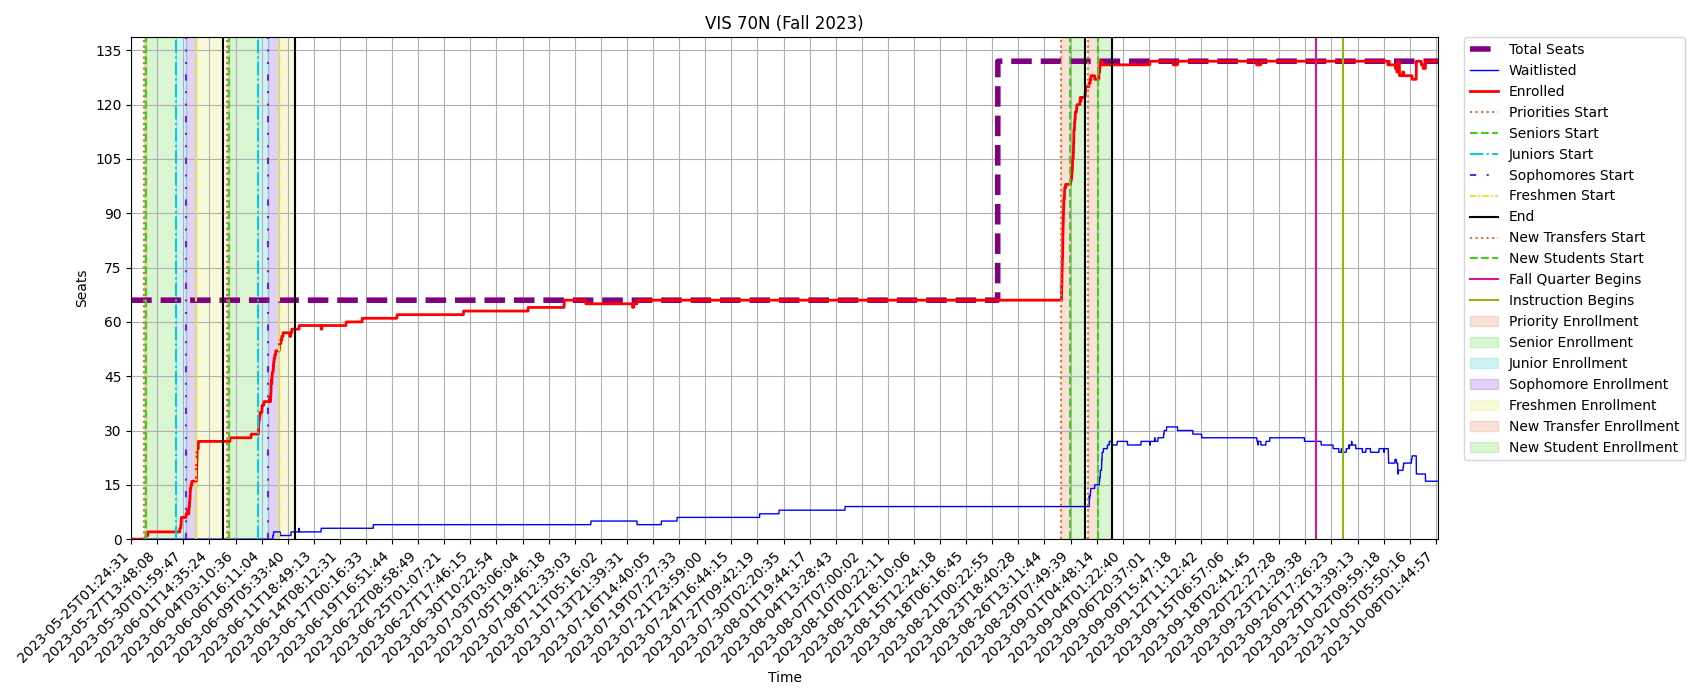 VIS 70N (Fall 2023)
Seats
135
120
105
90
75
60
45
30
15
0
2023-05-25T01:24:31
2023-05-27T13:48:08
2023-05-30T01:59:47
2023-06-01T14:35:24
2023-06-04T03:10:36
2023-06-06T16:11:04
2023-06-09T05:33:40
2023-06-11T18:49:13
2023-06-14T08:12:31
2023-06-17T00:16:33
2023-06-19T16:51:44
2023-06-22T08:58:49
2023-06-25T01:07:21
2023-06-27T17:46:15
2023-06-30T10:22:54
2023-07-03T03:06:04
2023-07-05T19:46:18
2023-07-08T12:33:03
2023-07-11T05:16:02
2023-07-13T21:39:31
2023-07-16T14:40:05
2023-07-19T07:27:33
2023-07-21T23:59:00
2023-07-24T16:44:15
2023-07-27T09:42:19
2023-07-30T02:20:35
2023-08-01T19:44:17
2023-08-04T13:28:43
2023-08-07T07:00:02
2023-08-10T00:22:11
2023-08-12T18:10:06
2023-08-15T12:24:18
2023-08-18T06:16:45
2023-08-21T00:22:55
2023-08-23T18:40:28
2023-08-26T13:11:44
2023-08-29T07:49:39
2023-09-01T04:48:14
2023-09-04T01:22:40
2023-09-06T20:37:01
2023-09-09T15:47:18
2023-09-12T11:12:42
2023-09-15T06:57:06
2023-09-18T02:41:45
2023-09-20T22:27:28
2023-09-23T21:29:38
2023-09-26T17:26:23
2023-09-29T13:39:13
2023-10-02T09:59:18
2023-10-05T05:50:16
2023-10-08T01:44:57
Time
Total Seats
Waitlisted
Enrolled
Priorities Start
Seniors Start
Juniors Start
Sophomores Start
Freshmen Start
End
New Transfers Start
New Students Start
Fall Quarter Begins
Instruction Begins
Priority Enrollment
Senior Enrollment
Junior Enrollment
Sophomore Enrollment
Freshmen Enrollment
New Transfer Enrollment
New Student Enrollment